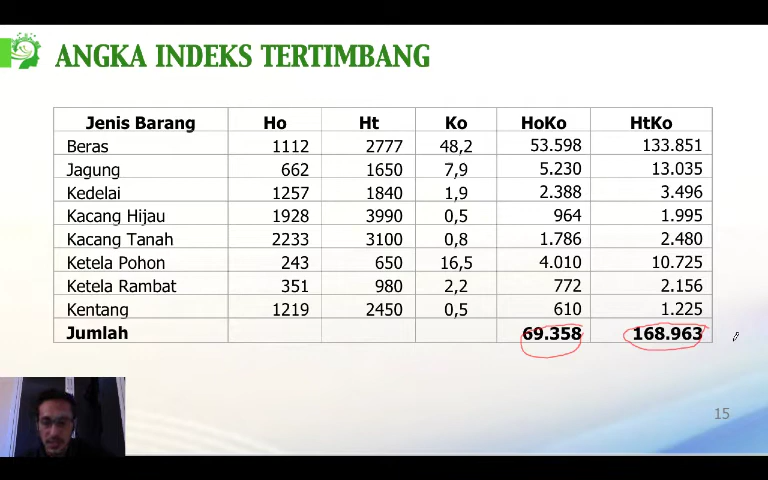 ANGKA INDEKS TERTIMBANG
Jenis Barang Ho Ht Ko HoKo HtKo
Beras 1112 2777 48,2 53.598 133.851
Jagung 662 1650 7,9 5.230 13.035
Kedelai 1257 1840 1,9 2.388 3.496
Kacang Hijau 1928 3990 0,5 964 1.995
Kacang Tanah 2233 3100 0,8 1.786 2.480
Ketela Pohon 243 650 16,5 4.010 10.725
Ketela Rambat 351 980 2,2 772 2.156
Kentang 1219 2450 0,5 610 1.225
Jumlah 69.358 168.963
15